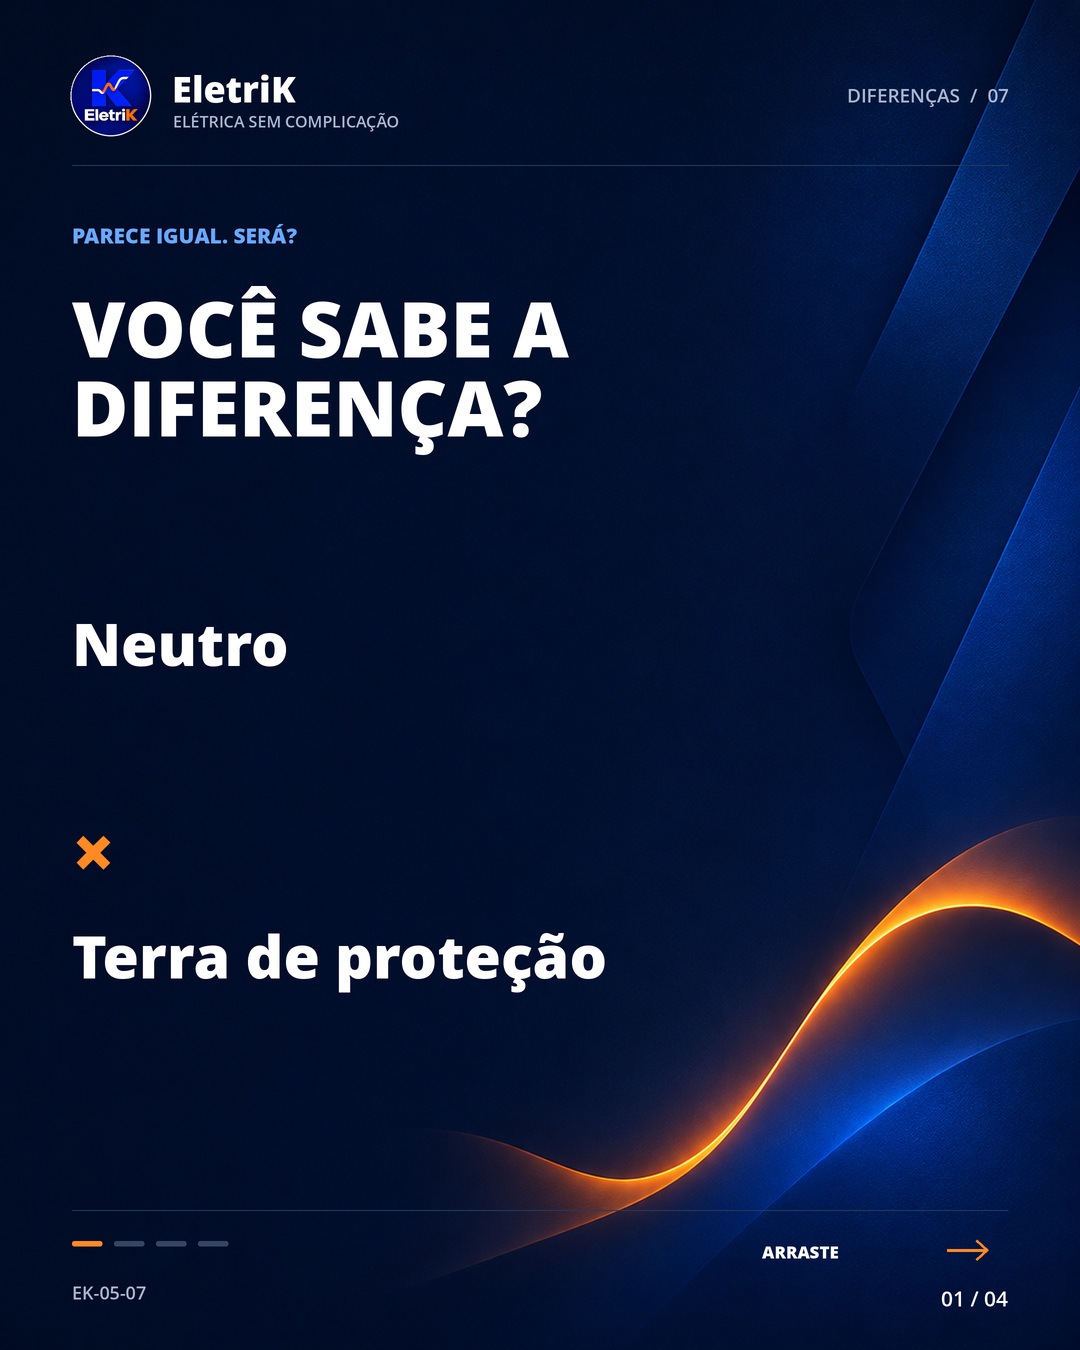 EletriK
EletriK
ELÉTRICA SEM COMPLICAÇÃO
DIFERENÇAS / 07
PARECE IGUAL. SERÁ?
VOCÊ SABE A
DIFERENÇA?
Neutro
×
Terra de proteção
ARRASTE
EK-05-07
01 / 04